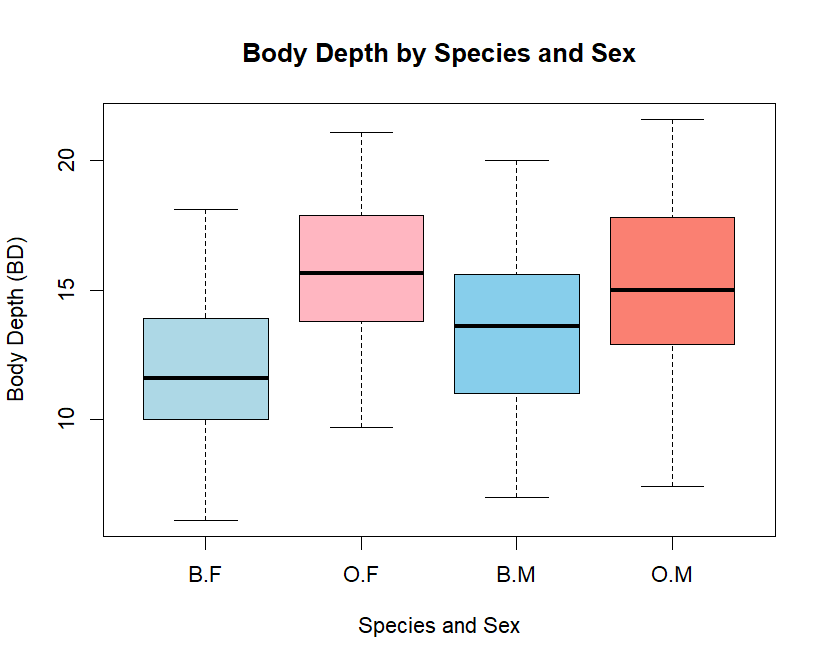 Body Depth by Species and Sex
Body Depth (BD)
20
15
10
B.F O.F B.M O.M
Species and Sex